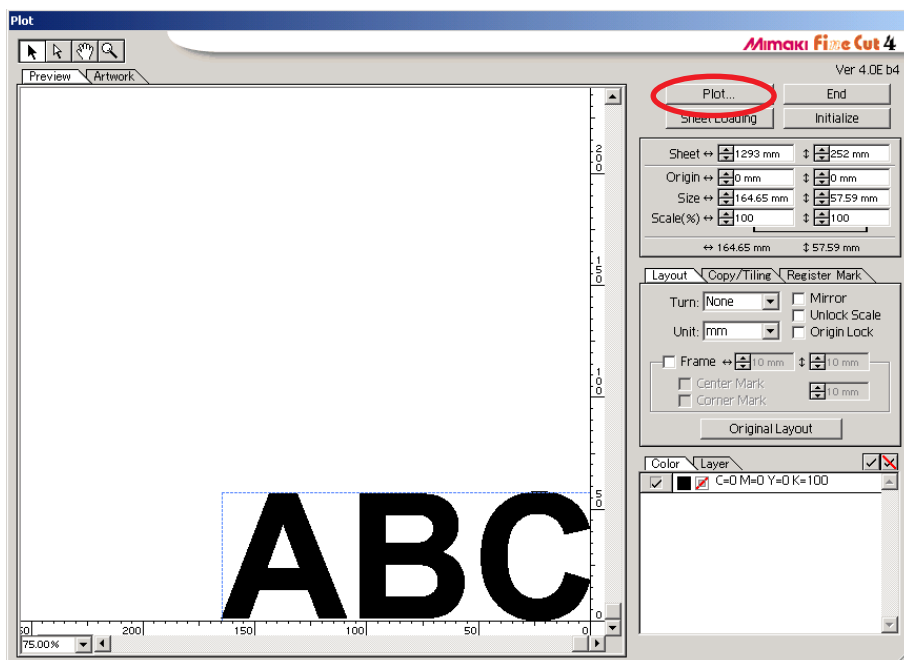 Plot
Mimaki Fine Cut 4
Ver 4.0E b4
Preview Artwork
Plot... End
Sheet Loading Initialize
Sheet ↔ 1293 mm ↕ 252 mm
Origin ↔ 0 mm ↕ 0 mm
Size ↔ 164.65 mm ↕ 57.59 mm
Scale(%) ↔ 100 ↕ 100
↔ 164.65 mm ↕ 57.59 mm
Layout Copy/Tiling Register Mark
Turn: None Mirror
Unlock Scale
Unit: mm Origin Lock
Frame ↔ 10 mm ↕ 10 mm
Center Mark
10 mm
Corner Mark
Original Layout
Color Layer
C=0 M=0 Y=0 K=100
200
150
100
50
0
ABC
200 150 100 50 0
75.00%